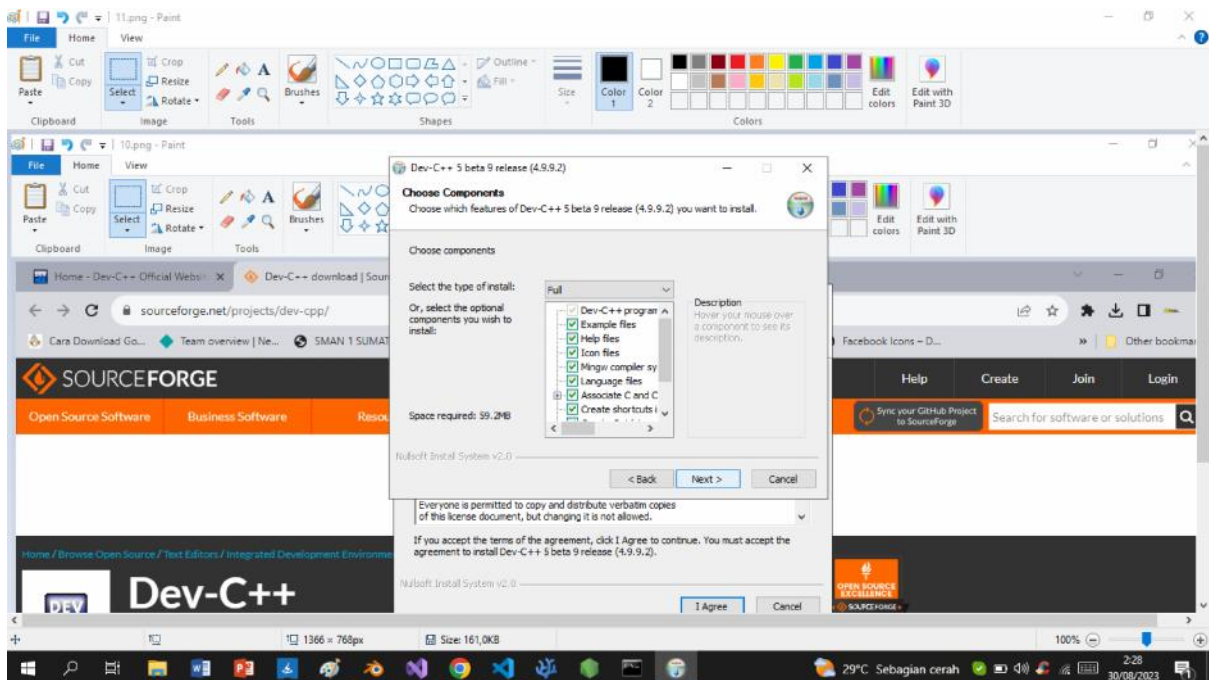 11.png - Paint
File Home View
Paste
Cut
Copy
Select
Crop
Resize
Rotate
Brushes
Outline
Fill
Size
Color 1
Color 2
Edit colors
Edit with Paint 3D
Clipboard Image Tools Shapes Colors
10.png - Paint
File Home View
Paste
Cut
Copy
Select
Crop
Resize
Rotate
Brushes
Edit colors
Edit with Paint 3D
Clipboard Image Tools
Dev-C++ 5 beta 9 release (4.9.9.2)
Choose Components
Choose which features of Dev-C++ 5 beta 9 release (4.9.9.2) you want to install.
Choose components
Select the type of install:
Full
Or, select the optional components you wish to install:
Dev-C++ program
Example files
Help files
Icon files
Mingw compiler sy
Language files
Associate C and C
Create shortcuts i
Description
Hover your mouse over a component to see its description.
Space required: 59.2MB
Nullsoft Install System v2.0
< Back Next > Cancel
Home - Dev-C++ Official Websi
Dev-C++ download | Sour
sourceforge.net/projects/dev-cpp/
Cara Download Go... Team overview | Ne... SMAN 1 SUMAT
Facebook Icons – D... » Other bookma
SOURCEFORGE
Help Create Join Login
Open Source Software Business Software Resou
Sync your GitHub Project to SourceForge
Search for software or solutions
Everyone is permitted to copy and distribute verbatim copies
of this license document, but changing it is not allowed.
If you accept the terms of the agreement, click I Agree to continue. You must accept the
agreement to install Dev-C++ 5 beta 9 release (4.9.9.2).
Nullsoft Install System v2.0
I Agree Cancel
Home / Browse Open Source / Text Editors / Integrated Development Environme
DEV
Dev-C++
OPEN SOURCE
EXCELLENCE
SOURCEFORGE
1366 × 768px
Size: 161,0KB
100%
29°C Sebagian cerah
2:28
30/08/2023